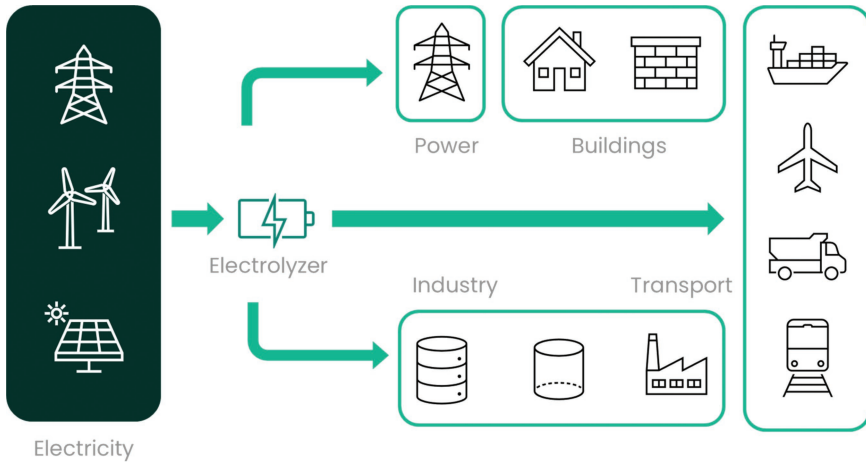 Power
Buildings
Electrolyzer
Industry
Transport
Electricity